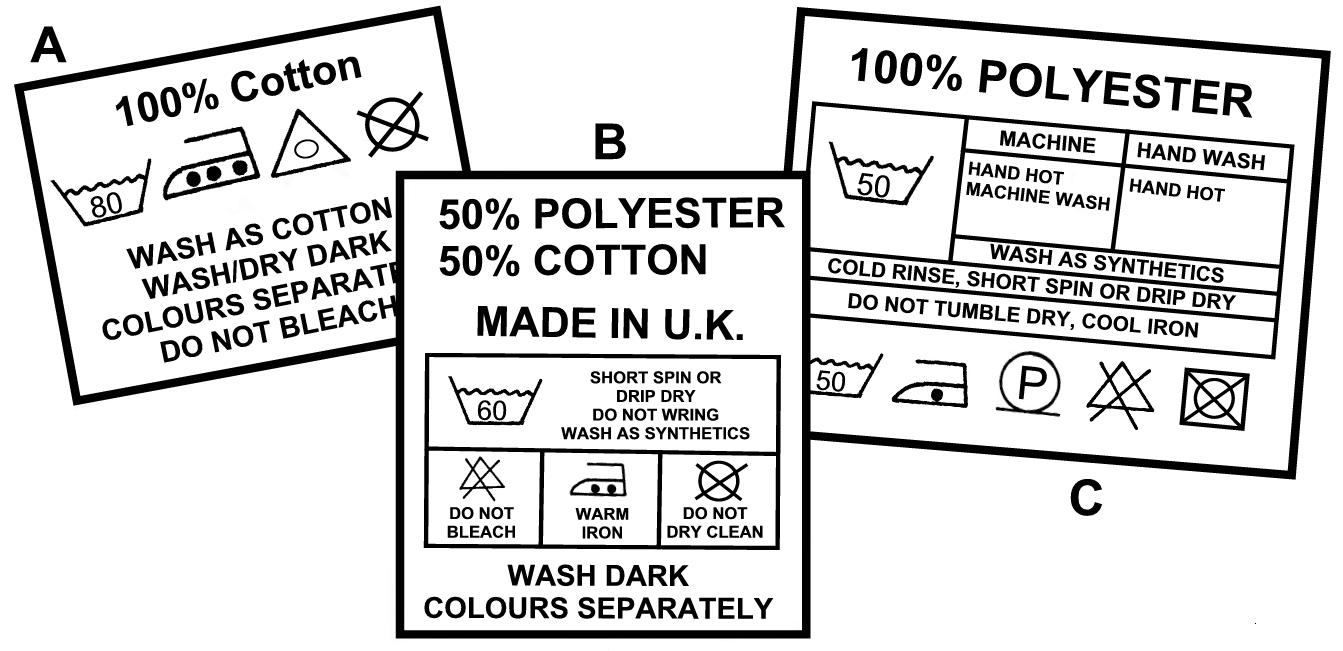 A
100% Cotton
80
WASH AS COTTON
WASH/DRY DARK
COLOURS SEPARATE
DO NOT BLEACH
B
50% POLYESTER
50% COTTON
MADE IN U.K.
60
SHORT SPIN OR
DRIP DRY
DO NOT WRING
WASH AS SYNTHETICS
DO NOT
BLEACH
WARM
IRON
DO NOT
DRY CLEAN
WASH DARK
COLOURS SEPARATELY
100% POLYESTER
50
MACHINE
HAND WASH
HAND HOT
MACHINE WASH
HAND HOT
WASH AS SYNTHETICS
COLD RINSE, SHORT SPIN OR DRIP DRY
DO NOT TUMBLE DRY, COOL IRON
50
P
C